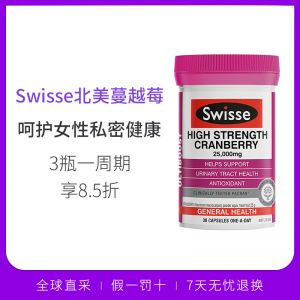 Swisse北美蔓越莓
呵护女性私密健康
3瓶一周期
享8.5折
Swisse
ULTIBOOST
HIGH STRENGTH
CRANBERRY
25,000mg
HELPS SUPPORT
URINARY TRACT HEALTH
ANTIOXIDANT
GENERAL HEALTH
30 CAPSULES ONE-A-DAY
全球直采 | 假一罚十 | 7天无忧退换